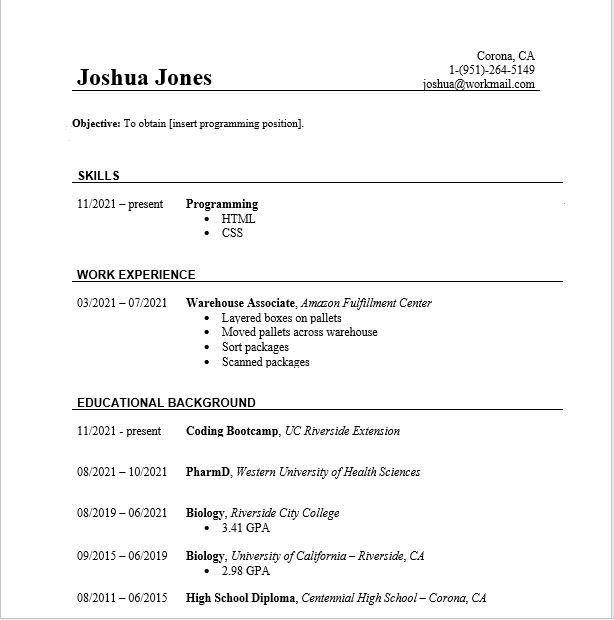 Corona, CA
1-(951)-264-5149
Joshua Jones
joshua@workmail.com
Objective: To obtain [insert programming position].
SKILLS
11/2021 – present Programming
• HTML
• CSS
WORK EXPERIENCE
03/2021 – 07/2021 Warehouse Associate, Amazon Fulfillment Center
• Layered boxes on pallets
• Moved pallets across warehouse
• Sort packages
• Scanned packages
EDUCATIONAL BACKGROUND
11/2021 - present Coding Bootcamp, UC Riverside Extension
08/2021 – 10/2021 PharmD, Western University of Health Sciences
08/2019 – 06/2021 Biology, Riverside City College
• 3.41 GPA
09/2015 – 06/2019 Biology, University of California – Riverside, CA
• 2.98 GPA
08/2011 – 06/2015 High School Diploma, Centennial High School – Corona, CA